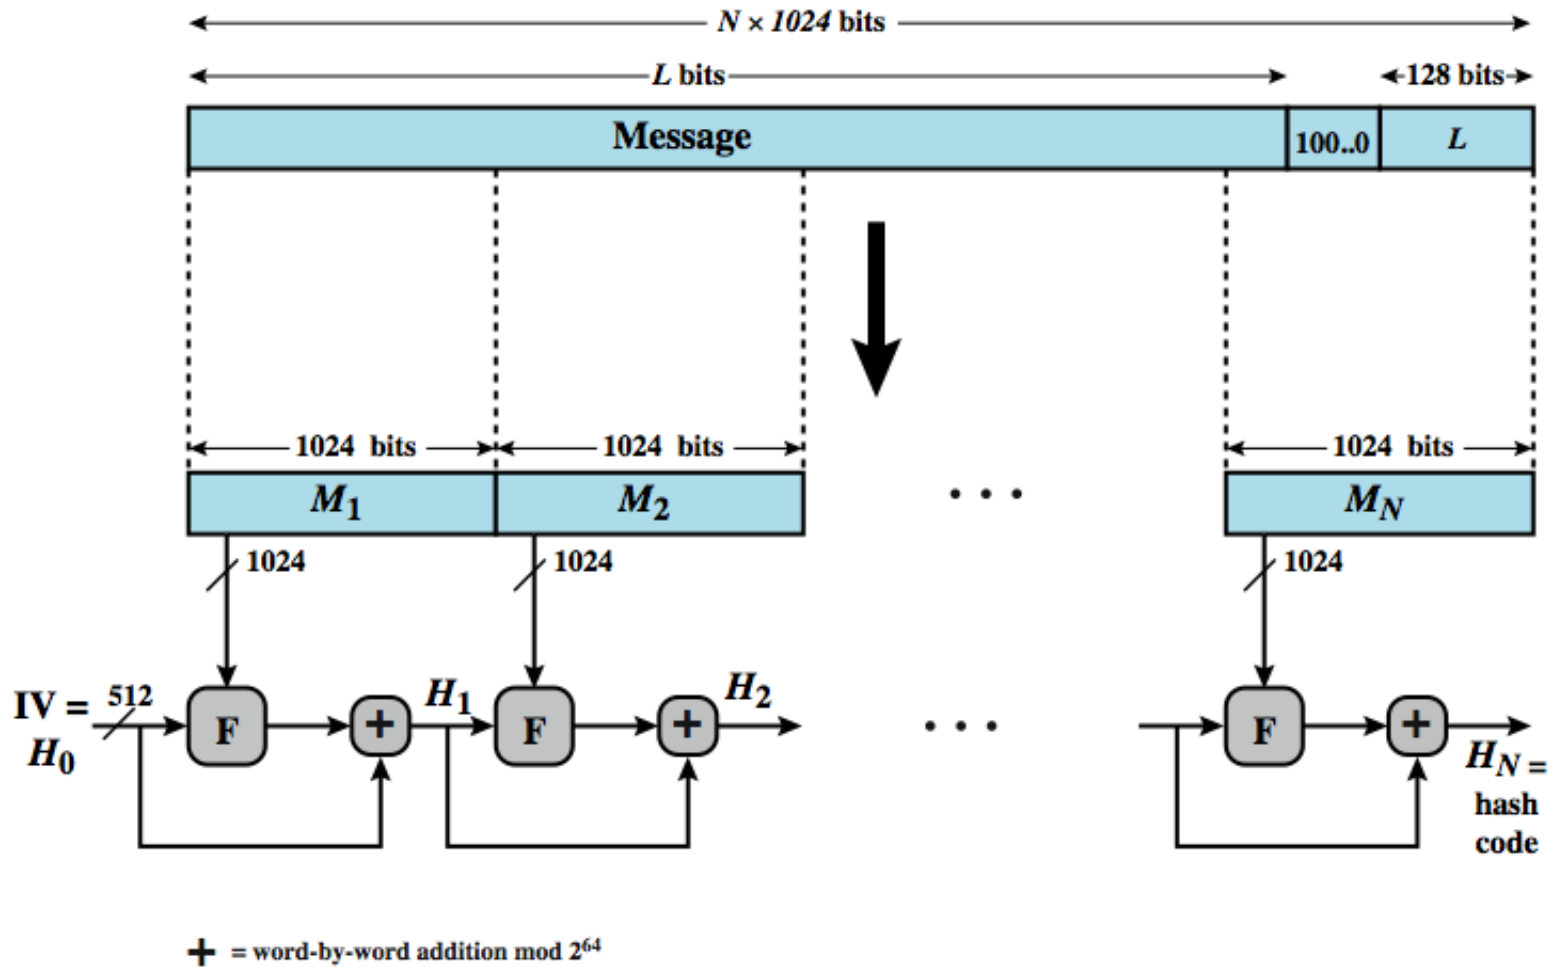 N × 1024 bits
L bits
128 bits
Message
100..0
L
1024 bits
1024 bits
1024 bits
M1
M2
. . .
MN
1024
1024
1024
IV =
H0
512
F
+
H1
F
+
H2
. . .
F
+
HN =
hash
code
+ = word-by-word addition mod 2^64